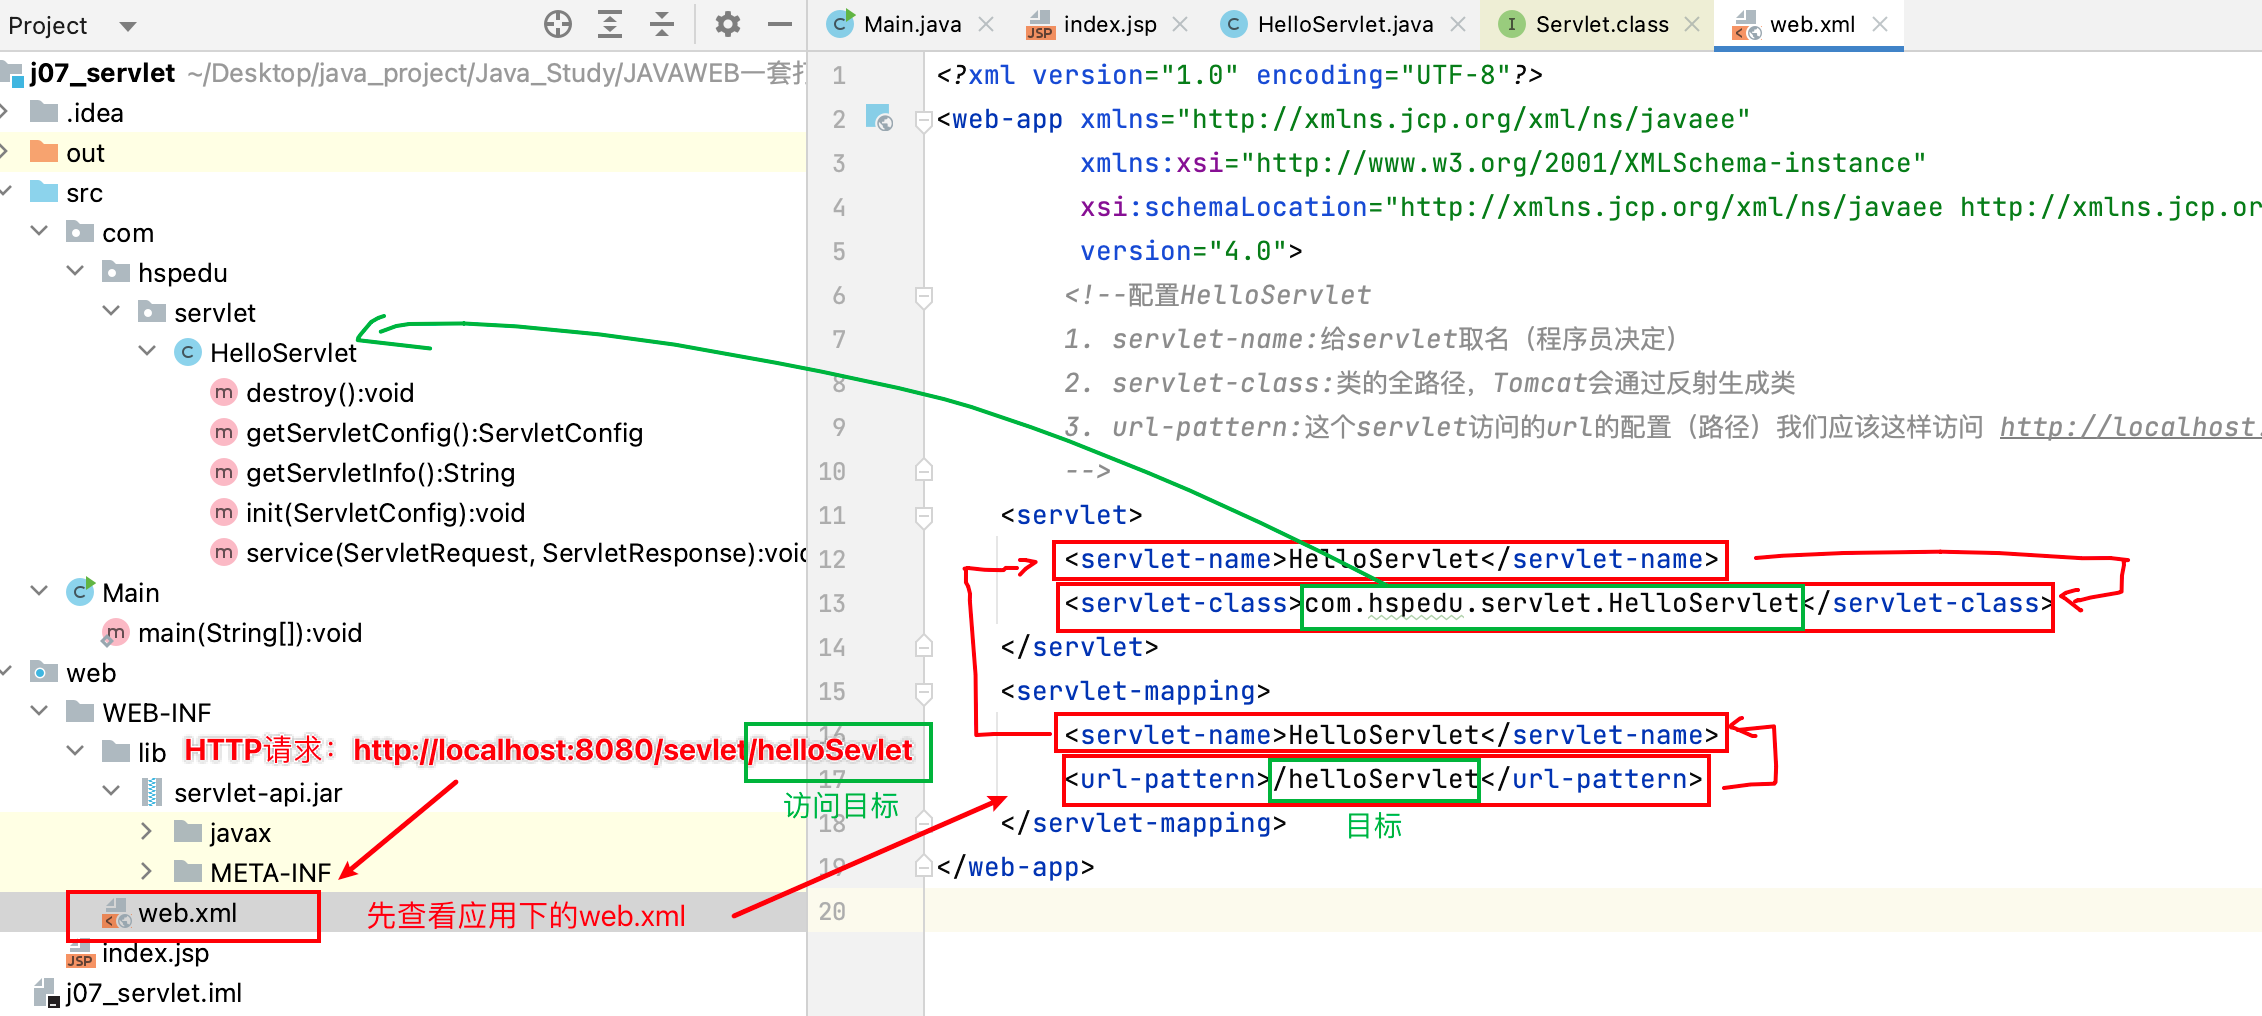 Project
j07_servlet ~/Desktop/java_project/Java_Study/JAVAWEB一套打
.idea
out
src
com
hspedu
servlet
HelloServlet
destroy():void
getServletConfig():ServletConfig
getServletInfo():String
init(ServletConfig):void
service(ServletRequest, ServletResponse):void
Main
main(String[]):void
web
WEB-INF
lib
HTTP请求：http://localhost:8080/sevlet/helloSevlet
访问目标
servlet-api.jar
javax
META-INF
web.xml
先查看应用下的web.xml
index.jsp
j07_servlet.iml
Main.java
index.jsp
HelloServlet.java
Servlet.class
web.xml
1 <?xml version="1.0" encoding="UTF-8"?>
2 <web-app xmlns="http://xmlns.jcp.org/xml/ns/javaee"
3 xmlns:xsi="http://www.w3.org/2001/XMLSchema-instance"
4 xsi:schemaLocation="http://xmlns.jcp.org/xml/ns/javaee http://xmlns.jcp.or
5 version="4.0">
6 <!--配置HelloServlet
7 1. servlet-name:给servlet取名（程序员决定）
8 2. servlet-class:类的全路径，Tomcat会通过反射生成类
9 3. url-pattern:这个servlet访问的url的配置（路径）我们应该这样访问 http://localhost:
10 -->
11 <servlet>
12 <servlet-name>HelloServlet</servlet-name>
13 <servlet-class>com.hspedu.servlet.HelloServlet</servlet-class>
14 </servlet>
15 <servlet-mapping>
16 <servlet-name>HelloServlet</servlet-name>
17 <url-pattern>/helloServlet</url-pattern>
18 </servlet-mapping>
目标
19 </web-app>
20